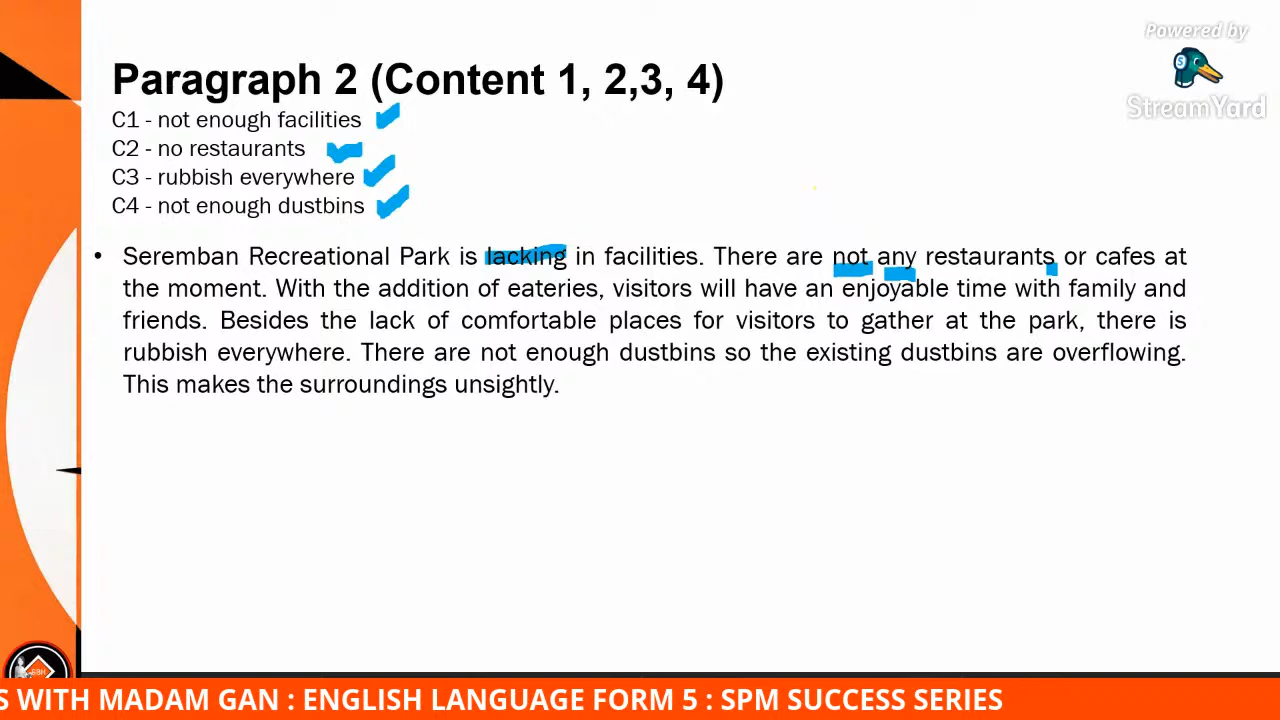 Powered by
StreamYard
Paragraph 2 (Content 1, 2,3, 4)
C1 - not enough facilities
C2 - no restaurants
C3 - rubbish everywhere
C4 - not enough dustbins
• Seremban Recreational Park is lacking in facilities. There are not any restaurants or cafes at
the moment. With the addition of eateries, visitors will have an enjoyable time with family and
friends. Besides the lack of comfortable places for visitors to gather at the park, there is
rubbish everywhere. There are not enough dustbins so the existing dustbins are overflowing.
This makes the surroundings unsightly.
S WITH MADAM GAN : ENGLISH LANGUAGE FORM 5 : SPM SUCCESS SERIES